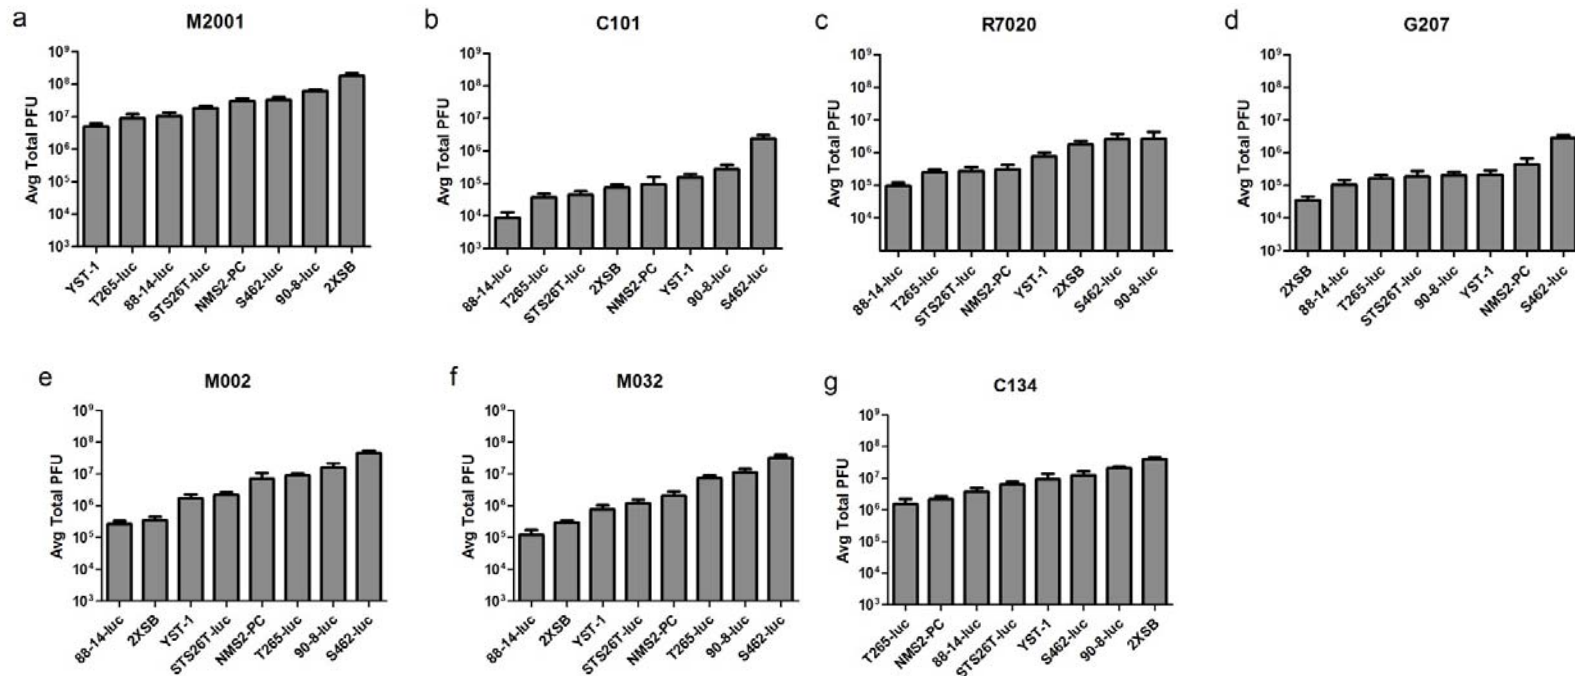 a
M2001
Avg Total PFU
10⁹
10⁸
10⁷
10⁶
10⁵
10⁴
10³
YST-1
T265-luc
88-14-luc
STS26T-luc
NMS2-PC
S462-luc
90-8-luc
2XSB
b
C101
Avg Total PFU
10⁹
10⁸
10⁷
10⁶
10⁵
10⁴
10³
88-14-luc
T265-luc
STS26T-luc
2XSB
NMS2-PC
YST-1
90-8-luc
S462-luc
c
R7020
Avg Total PFU
10⁹
10⁸
10⁷
10⁶
10⁵
10⁴
88-14-luc
T265-luc
STS26T-luc
NMS2-PC
YST-1
2XSB
S462-luc
90-8-luc
d
G207
Avg Total PFU
10⁹
10⁸
10⁷
10⁶
10⁵
10⁴
10³
2XSB
88-14-luc
T265-luc
STS26T-luc
90-8-luc
YST-1
NMS2-PC
S462-luc
e
M002
Avg Total PFU
10⁹
10⁸
10⁷
10⁶
10⁵
10⁴
10³
88-14-luc
2XSB
YST-1
STS26T-luc
NMS2-PC
T265-luc
90-8-luc
S462-luc
f
M032
Avg Total PFU
10⁹
10⁸
10⁷
10⁶
10⁵
10⁴
10³
88-14-luc
2XSB
YST-1
STS26T-luc
NMS2-PC
T265-luc
90-8-luc
S462-luc
g
C134
Avg Total PFU
10⁹
10⁸
10⁷
10⁶
10⁵
10⁴
10³
T265-luc
NMS2-PC
88-14-luc
STS26T-luc
YST-1
S462-luc
90-8-luc
2XSB